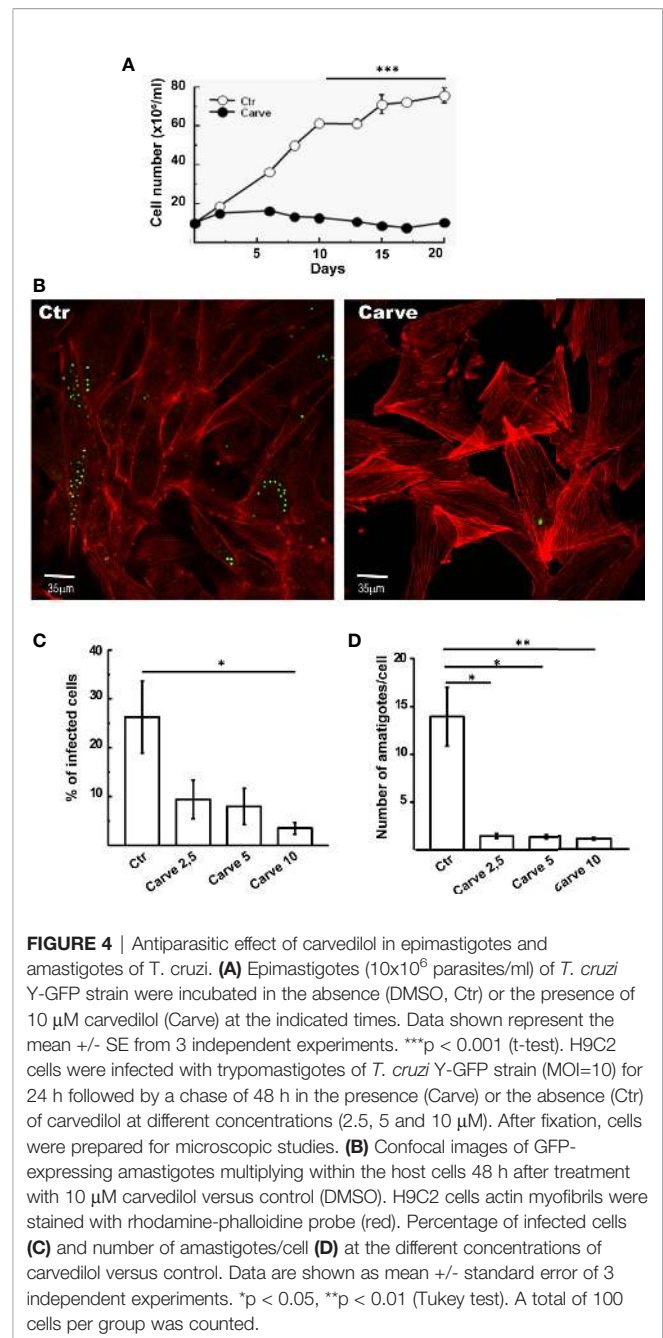 A
***
Cell number (x10⁶/ml)
80
60
40
20
Ctr
Carve
5
10
15
20
Days
B
Ctr
35µm
Carve
35µm
C
% of infected cells
40
30
20
10
*
Ctr
Carve 2,5
Carve 5
Carve 10
D
Number of amatigotes/cell
20
15
10
5
**
*
*
Ctr
Carve 2,5
Carve 5
Carve 10
FIGURE 4 | Antiparasitic effect of carvedilol in epimastigotes and
amastigotes of T. cruzi. (A) Epimastigotes (10x10⁶ parasites/ml) of T. cruzi
Y-GFP strain were incubated in the absence (DMSO, Ctr) or the presence of
10 μM carvedilol (Carve) at the indicated times. Data shown represent the
mean +/- SE from 3 independent experiments. ***p < 0.001 (t-test). H9C2
cells were infected with trypomastigotes of T. cruzi Y-GFP strain (MOI=10) for
24 h followed by a chase of 48 h in the presence (Carve) or the absence (Ctr)
of carvedilol at different concentrations (2.5, 5 and 10 μM). After fixation, cells
were prepared for microscopic studies. (B) Confocal images of GFP-
expressing amastigotes multiplying within the host cells 48 h after treatment
with 10 μM carvedilol versus control (DMSO). H9C2 cells actin myofibrils were
stained with rhodamine-phalloidine probe (red). Percentage of infected cells
(C) and number of amastigotes/cell (D) at the different concentrations of
carvedilol versus control. Data are shown as mean +/- standard error of 3
independent experiments. *p < 0.05, **p < 0.01 (Tukey test). A total of 100
cells per group was counted.